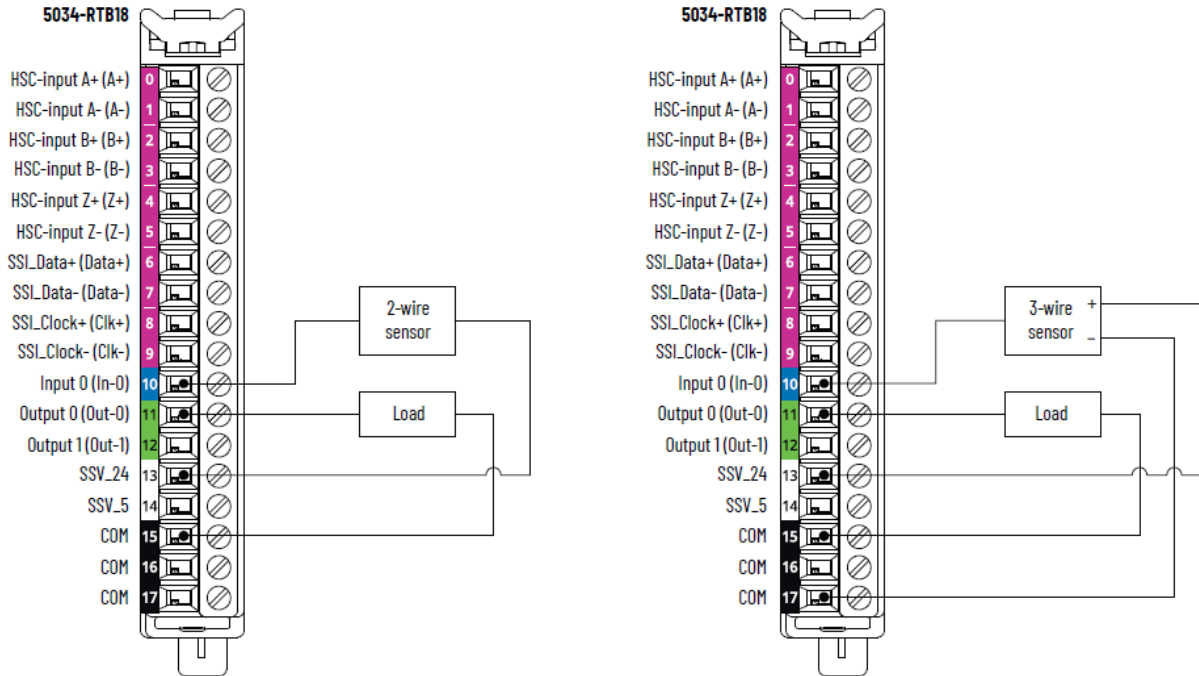 5034-RTB18
HSC-input A+ (A+) 0
HSC-input A- (A-) 1
HSC-input B+ (B+) 2
HSC-input B- (B-) 3
HSC-input Z+ (Z+) 4
HSC-input Z- (Z-) 5
SSI_Data+ (Data+) 6
SSI_Data- (Data-) 7
SSI_Clock+ (Clk+) 8
SSI_Clock- (Clk-) 9
Input 0 (In-0) 10
Output 0 (Out-0) 11
Output 1 (Out-1) 12
SSV_24 13
SSV_5 14
COM 15
COM 16
COM 17
2-wire
sensor
Load
5034-RTB18
HSC-input A+ (A+) 0
HSC-input A- (A-) 1
HSC-input B+ (B+) 2
HSC-input B- (B-) 3
HSC-input Z+ (Z+) 4
HSC-input Z- (Z-) 5
SSI_Data+ (Data+) 6
SSI_Data- (Data-) 7
SSI_Clock+ (Clk+) 8
SSI_Clock- (Clk-) 9
Input 0 (In-0) 10
Output 0 (Out-0) 11
Output 1 (Out-1) 12
SSV_24 13
SSV_5 14
COM 15
COM 16
COM 17
3-wire +
sensor −
Load